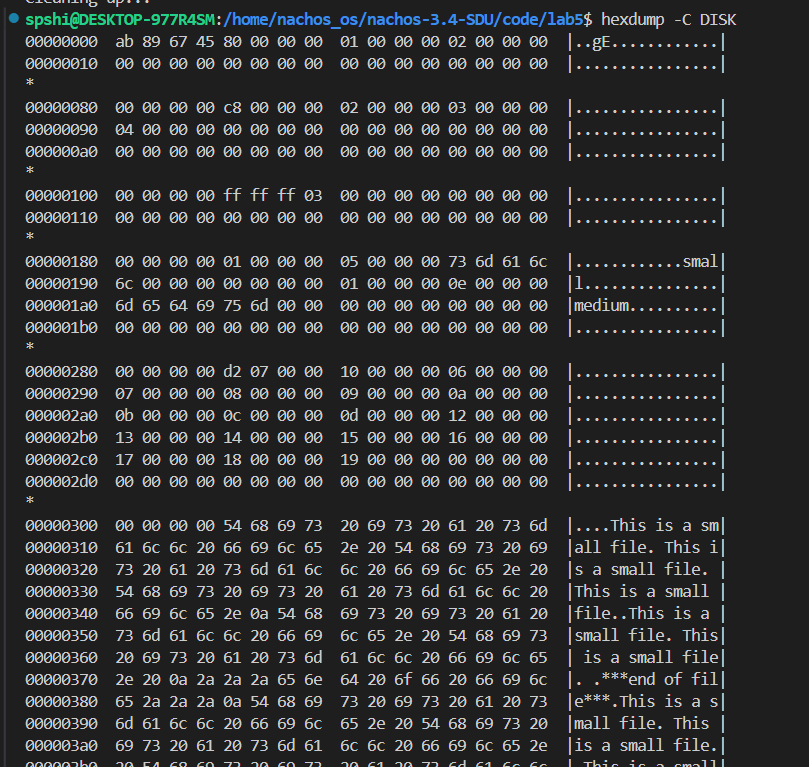 Cleaning up...
spshi@DESKTOP-977R4SM:/home/nachos_os/nachos-3.4-SDU/code/lab5$ hexdump -C DISK
00000000  ab 89 67 45 80 00 00 00  01 00 00 00 02 00 00 00  |..gE............|
00000010  00 00 00 00 00 00 00 00  00 00 00 00 00 00 00 00  |................|
*
00000080  00 00 00 00 c8 00 00 00  02 00 00 00 03 00 00 00  |................|
00000090  04 00 00 00 00 00 00 00  00 00 00 00 00 00 00 00  |................|
000000a0  00 00 00 00 00 00 00 00  00 00 00 00 00 00 00 00  |................|
*
00000100  00 00 00 00 ff ff ff 03  00 00 00 00 00 00 00 00  |................|
00000110  00 00 00 00 00 00 00 00  00 00 00 00 00 00 00 00  |................|
*
00000180  00 00 00 00 01 00 00 00  05 00 00 00 73 6d 61 6c  |............smal|
00000190  6c 00 00 00 00 00 00 00  01 00 00 00 0e 00 00 00  |l...............|
000001a0  6d 65 64 69 75 6d 00 00  00 00 00 00 00 00 00 00  |medium..........|
000001b0  00 00 00 00 00 00 00 00  00 00 00 00 00 00 00 00  |................|
*
00000280  00 00 00 00 d2 07 00 00  10 00 00 00 06 00 00 00  |................|
00000290  07 00 00 00 08 00 00 00  09 00 00 00 0a 00 00 00  |................|
000002a0  0b 00 00 00 0c 00 00 00  0d 00 00 00 12 00 00 00  |................|
000002b0  13 00 00 00 14 00 00 00  15 00 00 00 16 00 00 00  |................|
000002c0  17 00 00 00 18 00 00 00  19 00 00 00 00 00 00 00  |................|
000002d0  00 00 00 00 00 00 00 00  00 00 00 00 00 00 00 00  |................|
*
00000300  00 00 00 00 54 68 69 73  20 69 73 20 61 20 73 6d  |....This is a sm|
00000310  61 6c 6c 20 66 69 6c 65  2e 20 54 68 69 73 20 69  |all file. This i|
00000320  73 20 61 20 73 6d 61 6c  6c 20 66 69 6c 65 2e 20  |s a small file. |
00000330  54 68 69 73 20 69 73 20  61 20 73 6d 61 6c 6c 20  |This is a small |
00000340  66 69 6c 65 2e 0a 54 68  69 73 20 69 73 20 61 20  |file..This is a |
00000350  73 6d 61 6c 6c 20 66 69  6c 65 2e 20 54 68 69 73  |small file. This|
00000360  20 69 73 20 61 20 73 6d  61 6c 6c 20 66 69 6c 65  | is a small file|
00000370  2e 20 0a 2a 2a 2a 65 6e  64 20 6f 66 20 66 69 6c  |. .***end of fil|
00000380  65 2a 2a 2a 0a 54 68 69  73 20 69 73 20 61 20 73  |e***.This is a s|
00000390  6d 61 6c 6c 20 66 69 6c  65 2e 20 54 68 69 73 20  |mall file. This |
000003a0  69 73 20 61 20 73 6d 61  6c 6c 20 66 69 6c 65 2e  |is a small file.|
000003b0  20 54 68 69 73 20 69 73  20 61 20 73 6d 61 6c 6c  | This is a small|